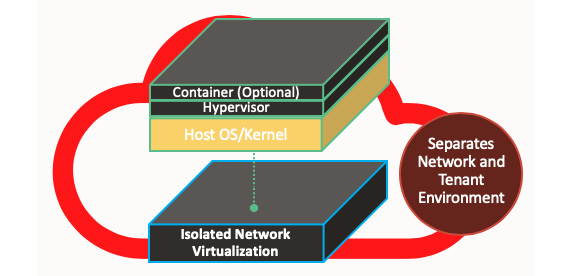 Container (Optional)
Hypervisor
Host OS/Kernel
Separates
Network and
Tenant
Environment
Isolated Network
Virtualization